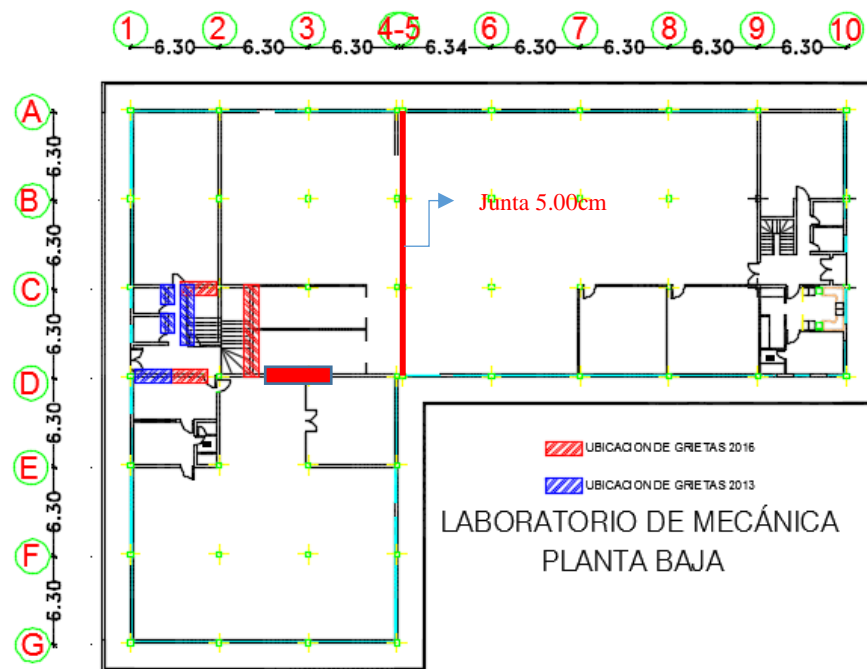 1 2 3 4-5 6 7 8 9 10
6.30 6.30 6.30 6.34 6.30 6.30 6.30 6.30
A
6.30
B
Junta 5.00cm
6.30
C
6.30
D
6.30
E
UBICACION DE GRIETAS 2016
6.30
UBICACION DE GRIETAS 2013
LABORATORIO DE MECÁNICA
F
PLANTA BAJA
6.30
G